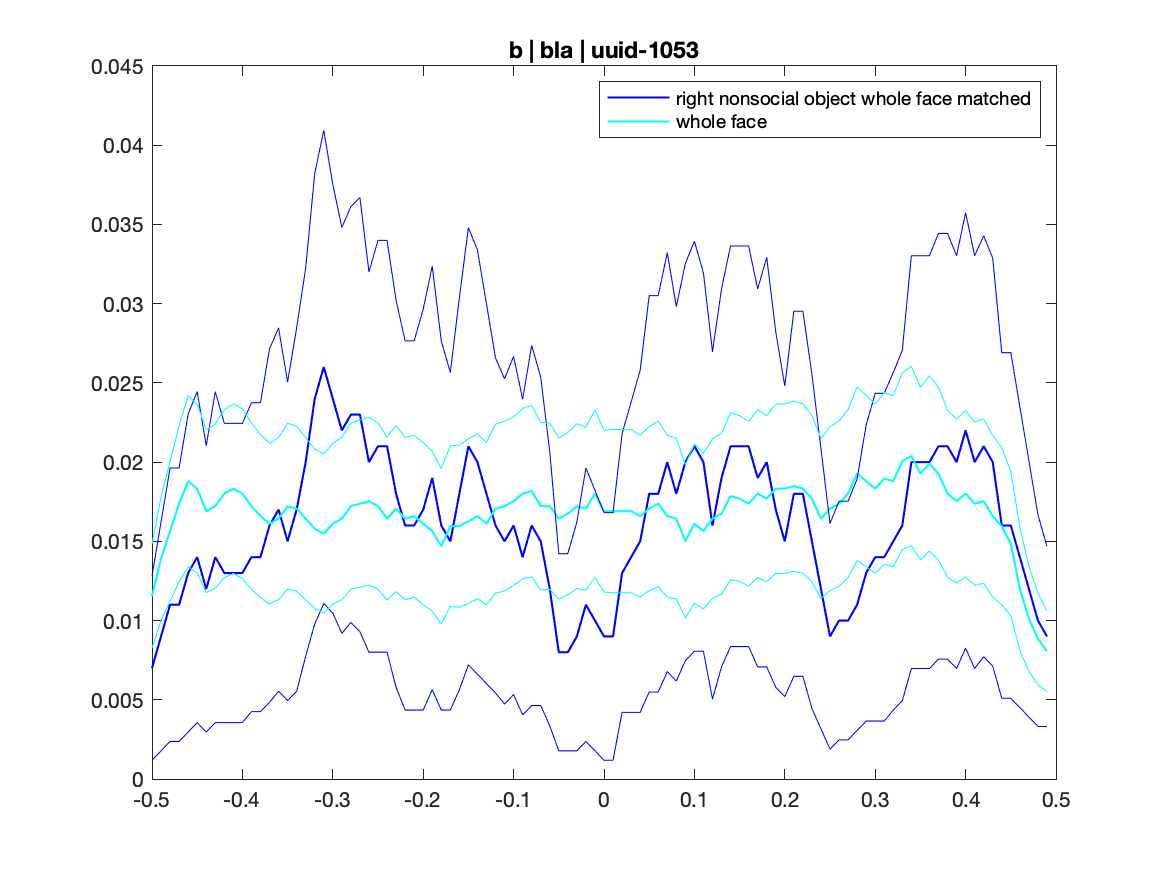 b | bla | uuid-1053
right nonsocial object whole face matched
whole face
0.045
0.04
0.035
0.03
0.025
0.02
0.015
0.01
0.005
0
-0.5 -0.4 -0.3 -0.2 -0.1 0 0.1 0.2 0.3 0.4 0.5